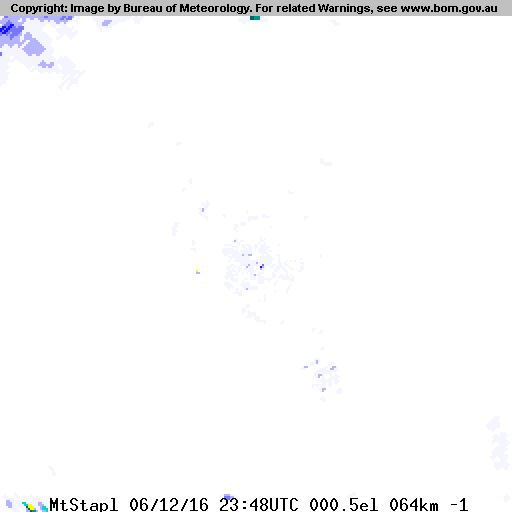 Copyright: Image by Bureau of Meteorology. For related Warnings, see www.bom.gov.au
MtStapl 06/12/16 23:48UTC 000.5el 064km -1